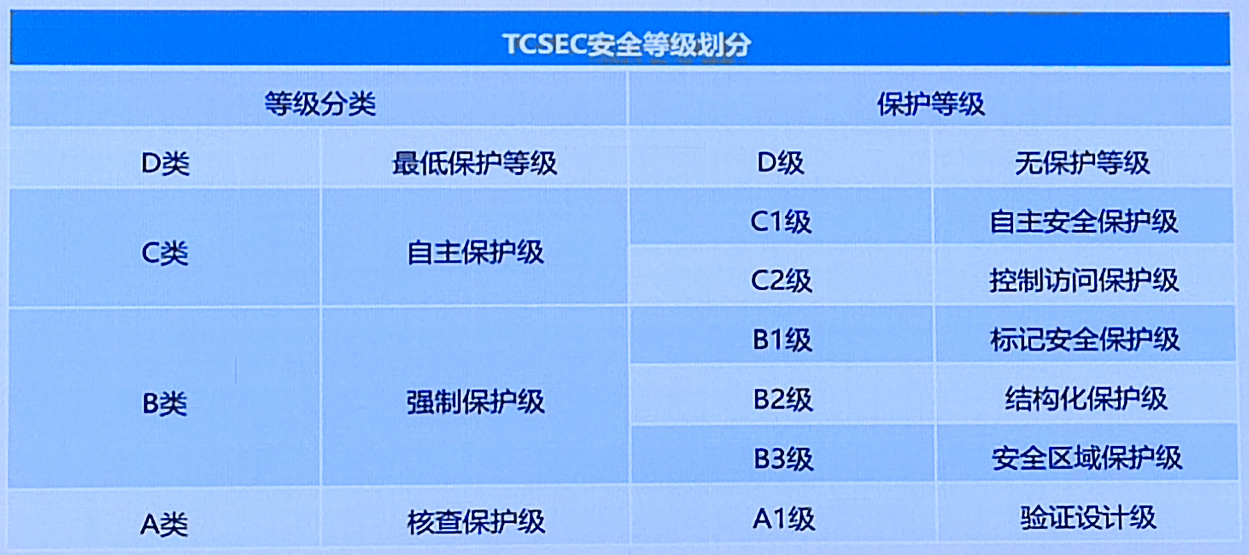 TCSEC安全等级划分
等级分类 保护等级
D类 最低保护等级 D级 无保护等级
C类 自主保护级 C1级 自主安全保护级
C2级 控制访问保护级
B类 强制保护级 B1级 标记安全保护级
B2级 结构化保护级
B3级 安全区域保护级
A类 核查保护级 A1级 验证设计级